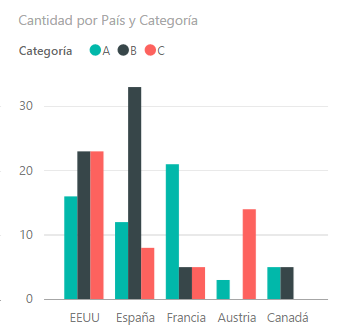 Cantidad por País y Categoría
Categoría A B C
30
20
10
0
EEUU España Francia Austria Canadá